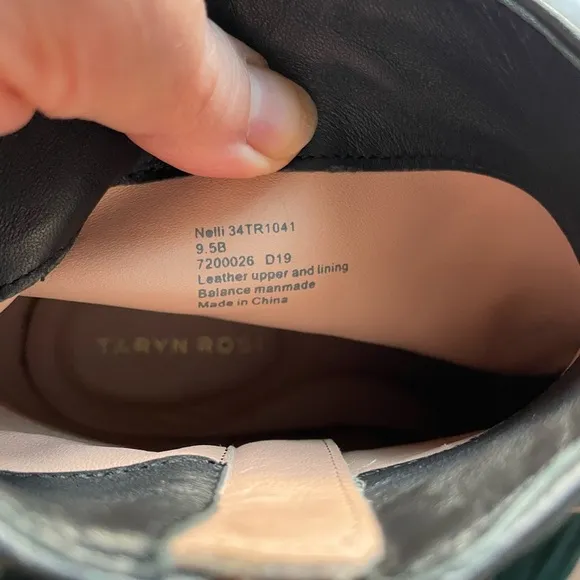 Nelli 34TR1041
9.5B
7200026 D19
Leather upper and lining
Balance manmade
Made in China
TARYN ROSE